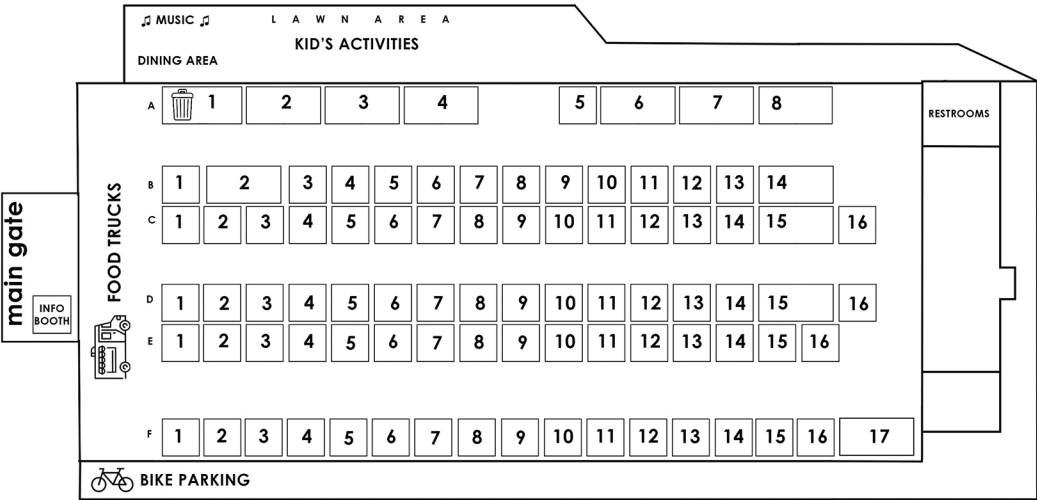 ♫ MUSIC ♫
LAWN AREA
KID'S ACTIVITIES
DINING AREA
A 1 2 3 4 5 6 7 8
RESTROOMS
B 1 2 3 4 5 6 7 8 9 10 11 12 13 14
C 1 2 3 4 5 6 7 8 9 10 11 12 13 14 15 16
main gate
INFO
BOOTH
FOOD TRUCKS
D 1 2 3 4 5 6 7 8 9 10 11 12 13 14 15 16
E 1 2 3 4 5 6 7 8 9 10 11 12 13 14 15 16
F 1 2 3 4 5 6 7 8 9 10 11 12 13 14 15 16 17
BIKE PARKING